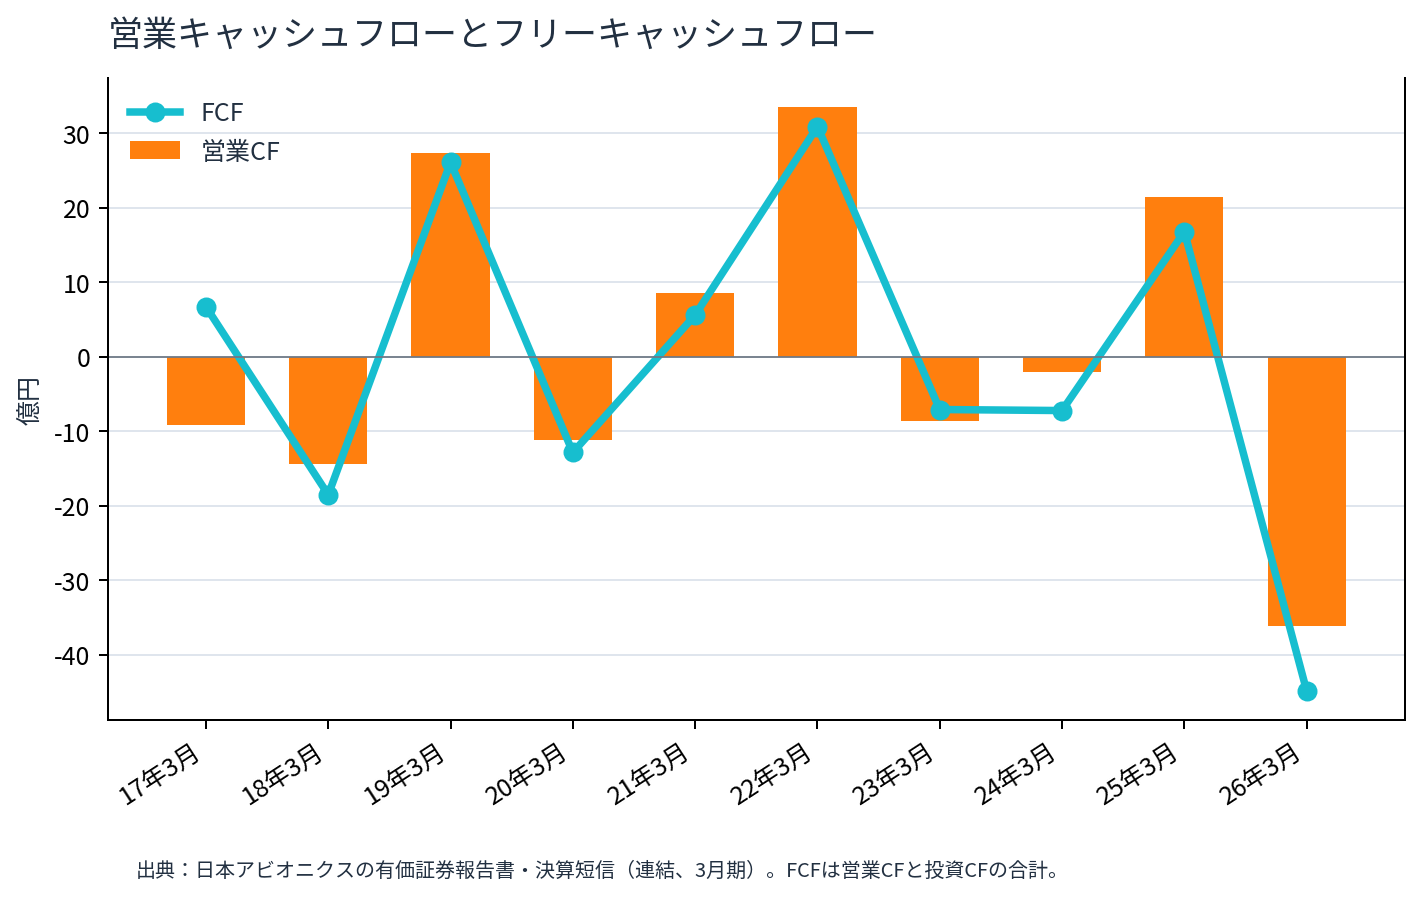 営業キャッシュフローとフリーキャッシュフロー
FCF
営業CF
億円
30
20
10
0
-10
-20
-30
-40
17年3月
18年3月
19年3月
20年3月
21年3月
22年3月
23年3月
24年3月
25年3月
26年3月
出典：日本アビオニクスの有価証券報告書・決算短信（連結、3月期）。FCFは営業CFと投資CFの合計。